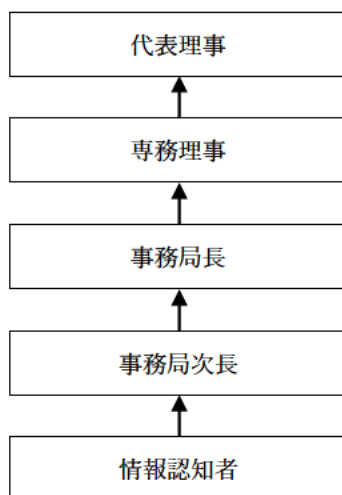 代表理事
専務理事
事務局長
事務局次長
情報認知者